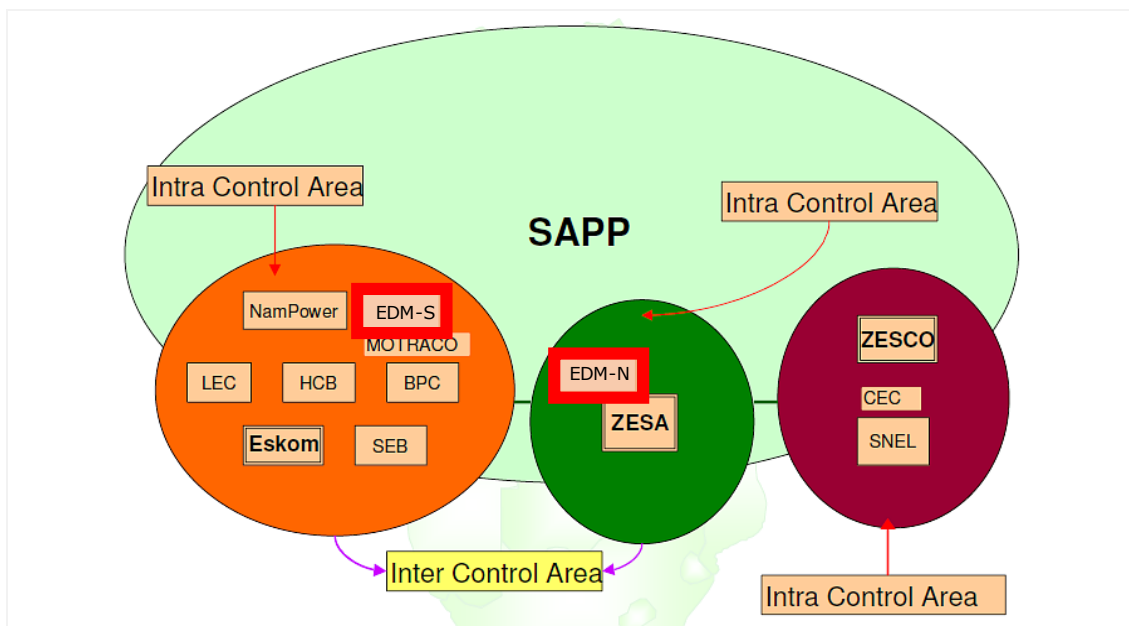 Intra Control Area
Intra Control Area
SAPP
NamPower
EDM-S
MOTRACO
LEC
HCB
BPC
Eskom
SEB
EDM-N
ZESA
ZESCO
CEC
SNEL
Inter Control Area
Intra Control Area